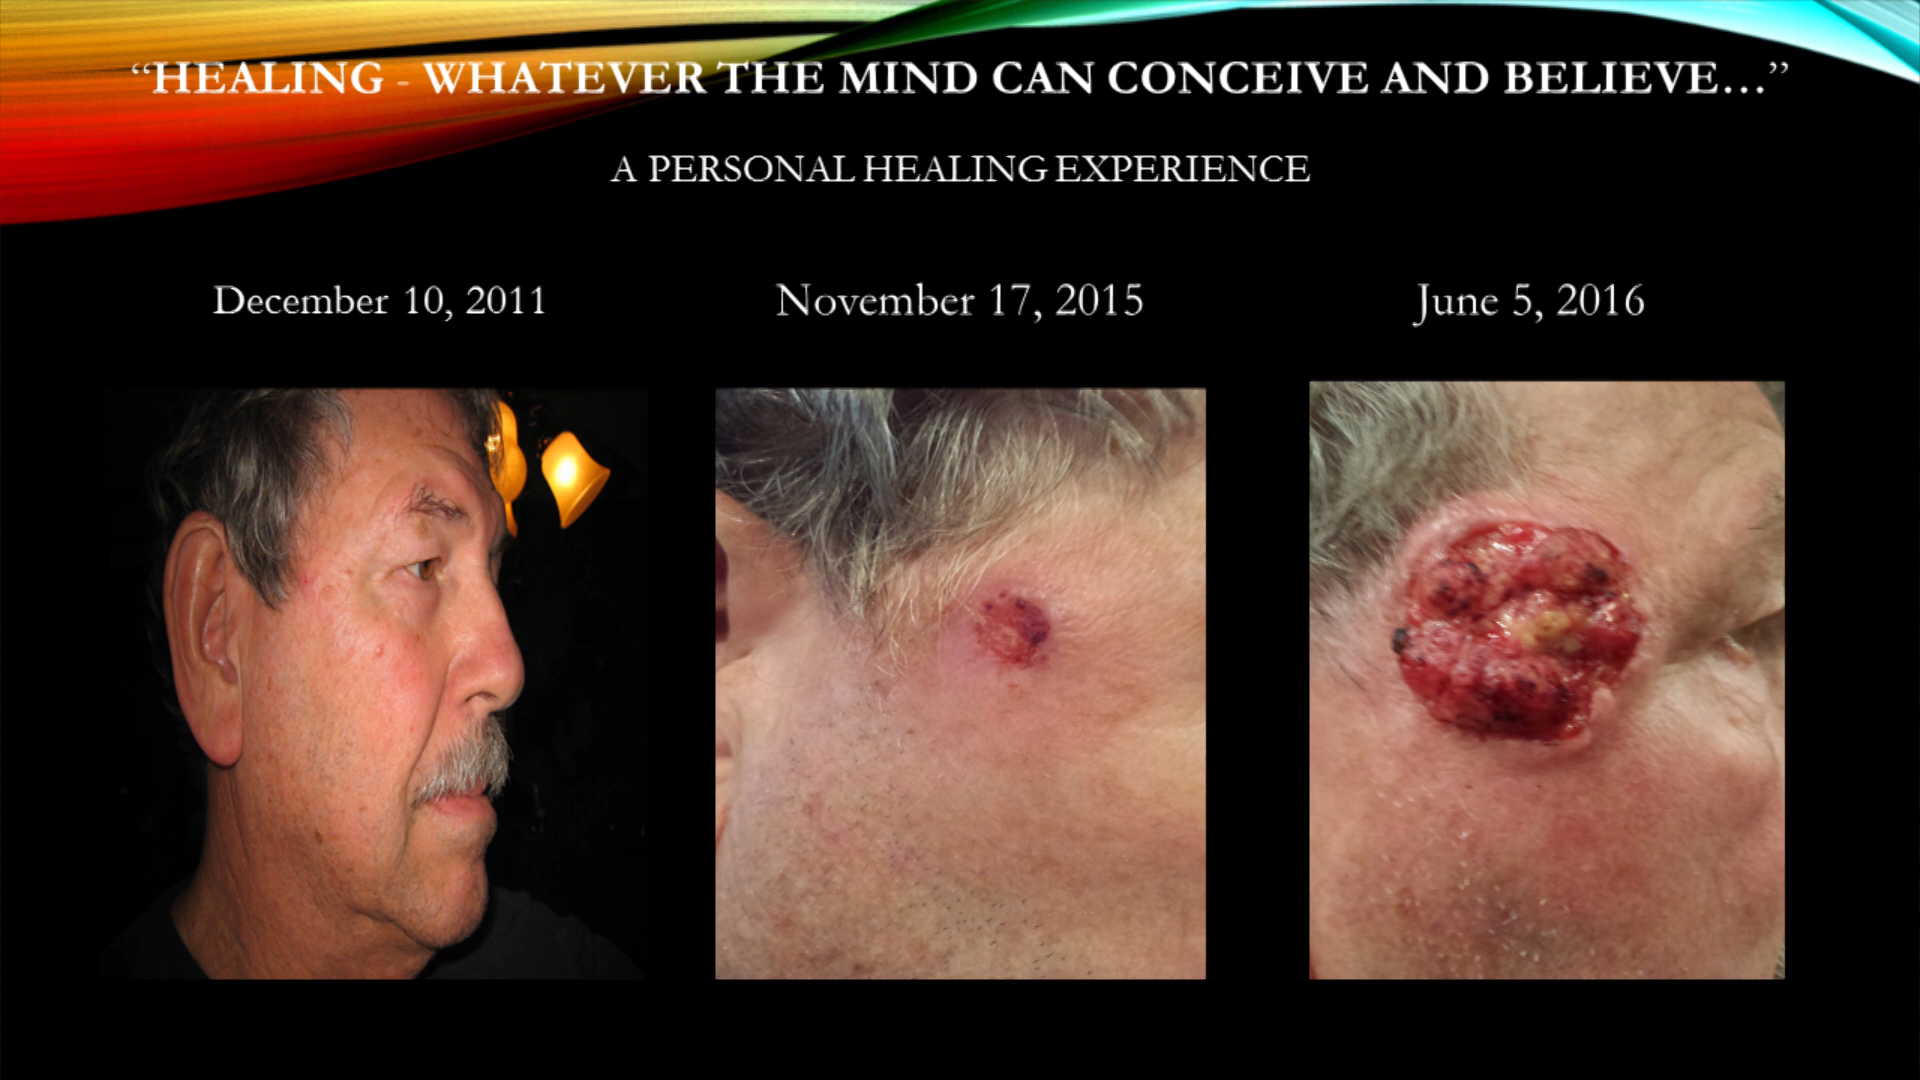 “HEALING - WHATEVER THE MIND CAN CONCEIVE AND BELIEVE...”
A PERSONAL HEALING EXPERIENCE
December 10, 2011
November 17, 2015
June 5, 2016